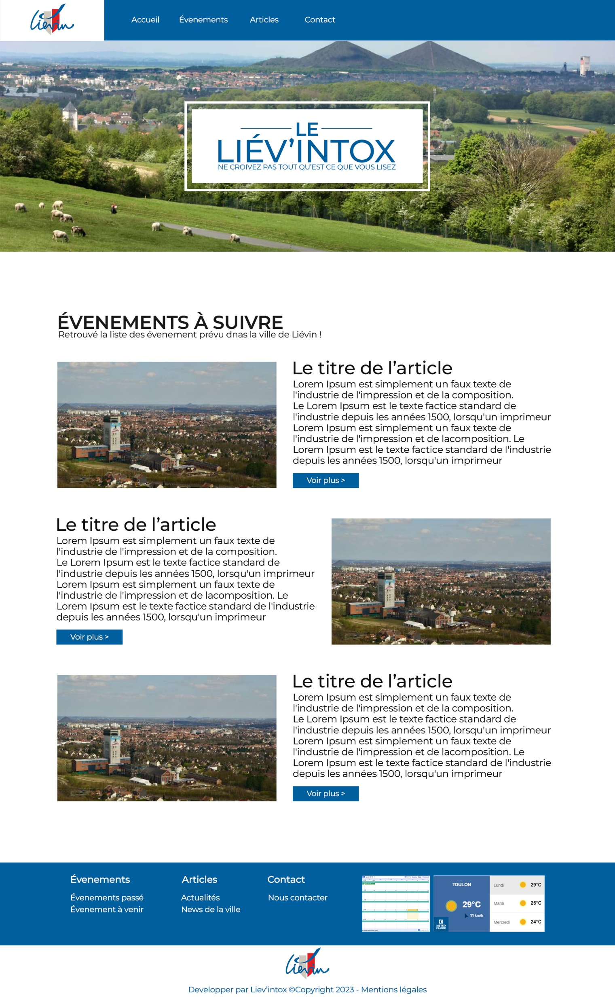 Liévin
Accueil Évenements Articles Contact
LE
LIÉV'INTOX
NE CROIVEZ PAS TOUT QU'EST CE QUE VOUS LISEZ
ÉVENEMENTS À SUIVRE
Retrouvé la liste des évenement prévu dnas la ville de Liévin !
Le titre de l'article
Lorem Ipsum est simplement un faux texte de
l'industrie de l'impression et de la composition.
Le Lorem Ipsum est le texte factice standard de
l'industrie depuis les années 1500, lorsqu'un imprimeur
Lorem Ipsum est simplement un faux texte de
l'industrie de l'impression et de lacomposition. Le
Lorem Ipsum est le texte factice standard de l'industrie
depuis les années 1500, lorsqu'un imprimeur
Voir plus >
Le titre de l'article
Lorem Ipsum est simplement un faux texte de
l'industrie de l'impression et de la composition.
Le Lorem Ipsum est le texte factice standard de
l'industrie depuis les années 1500, lorsqu'un imprimeur
Lorem Ipsum est simplement un faux texte de
l'industrie de l'impression et de lacomposition. Le
Lorem Ipsum est le texte factice standard de l'industrie
depuis les années 1500, lorsqu'un imprimeur
Voir plus >
Le titre de l'article
Lorem Ipsum est simplement un faux texte de
l'industrie de l'impression et de la composition.
Le Lorem Ipsum est le texte factice standard de
l'industrie depuis les années 1500, lorsqu'un imprimeur
Lorem Ipsum est simplement un faux texte de
l'industrie de l'impression et de lacomposition. Le
Lorem Ipsum est le texte factice standard de l'industrie
depuis les années 1500, lorsqu'un imprimeur
Voir plus >
Évenements
Évenements passé
Évenement à venir
Articles
Actualités
News de la ville
Contact
Nous contacter
TOULON
29°C
11 km/h
METEO
FRANCE
Lundi 29°C
Mardi 26°C
Mercredi 24°C
Liévin
Developper par Liev'intox ©Copyright 2023 - Mentions légales